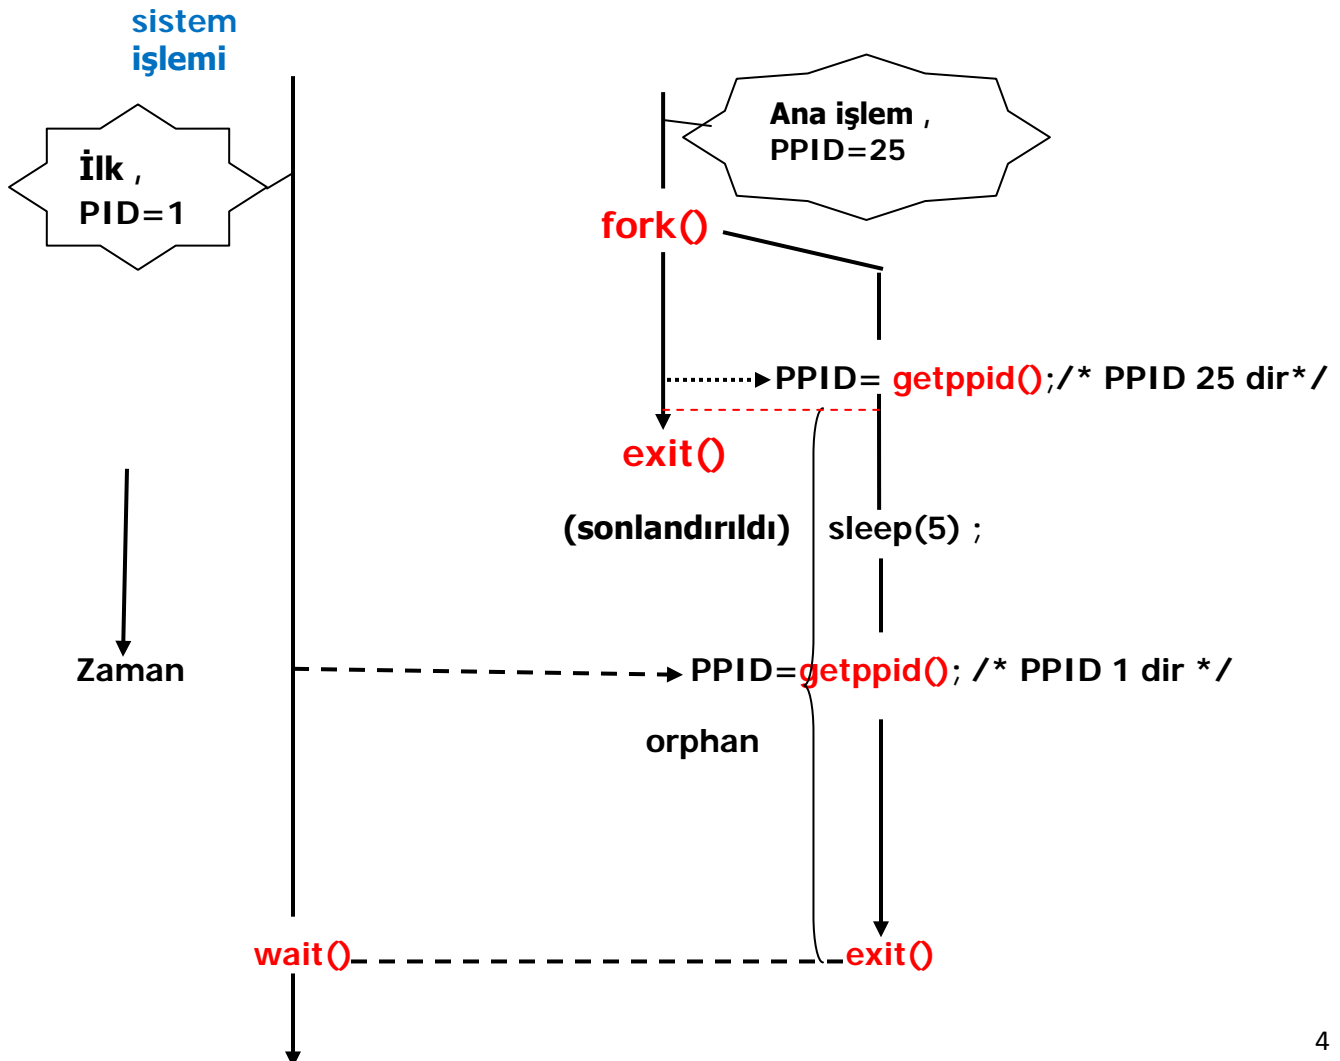 sistem
işlemi
İlk ,
PID=1
Ana işlem ,
PPID=25
fork()
PPID= getppid();/* PPID 25 dir*/
exit()
(sonlandırıldı) sleep(5) ;
Zaman
PPID=getppid(); /* PPID 1 dir */
orphan
wait()
exit()
4